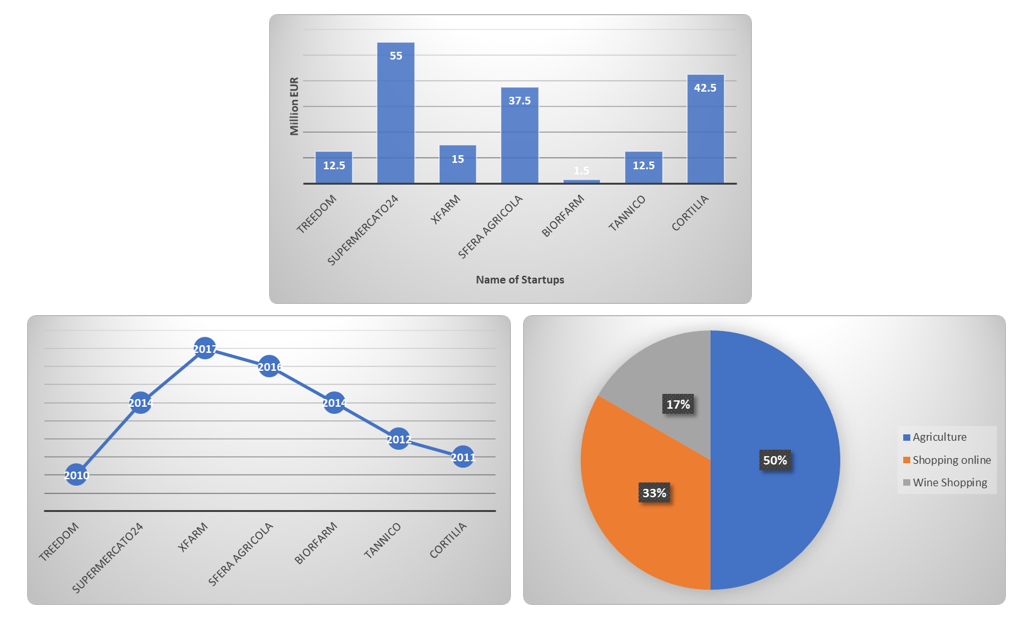 Million EUR
12.5
55
15
37.5
1.5
12.5
42.5
TREEDOM
SUPERMERCATO24
XFARM
SFERA AGRICOLA
BIORFARM
TANNICO
CORTILIA
Name of Startups
2010
2014
2017
2016
2014
2012
2011
TREEDOM
SUPERMERCATO24
XFARM
SFERA AGRICOLA
BIORFARM
TANNICO
CORTILIA
17%
50%
33%
Agriculture
Shopping online
Wine Shopping